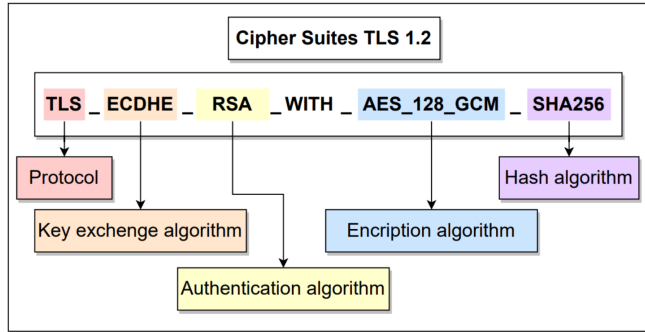 Cipher Suites TLS 1.2
TLS _ ECDHE _ RSA _ WITH _ AES_128_GCM _ SHA256
Protocol
Hash algorithm
Key exchenge algorithm
Encription algorithm
Authentication algorithm